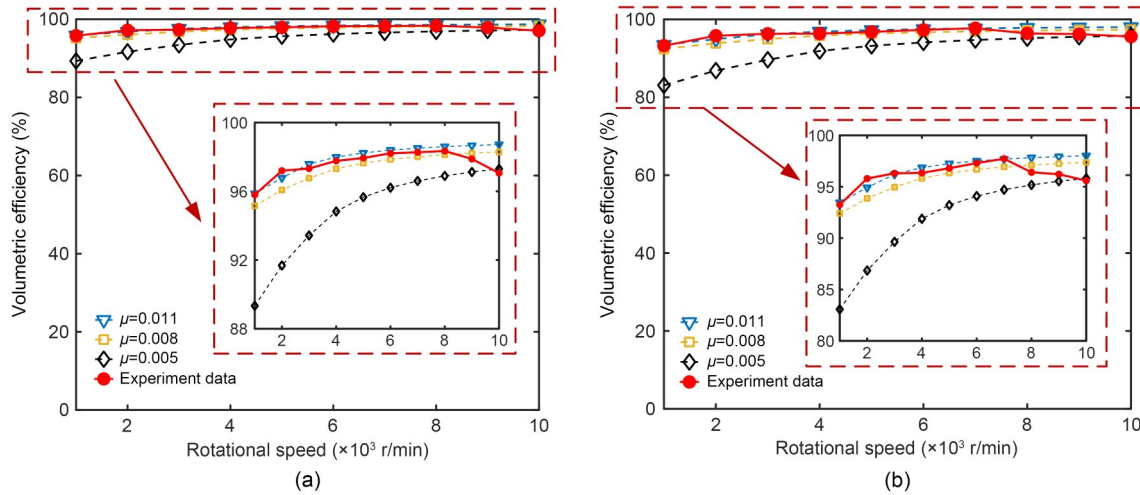 100
80
60
40
20
0
Volumetric efficiency (%)
2
4
6
8
10
Rotational speed (×10³ r/min)
μ=0.011
μ=0.008
μ=0.005
Experiment data
100
96
92
88
2
4
6
8
10
(a)
100
80
60
40
20
0
Volumetric efficiency (%)
2
4
6
8
10
Rotational speed (×10³ r/min)
μ=0.011
μ=0.008
μ=0.005
Experiment data
100
95
90
85
80
2
4
6
8
10
(b)